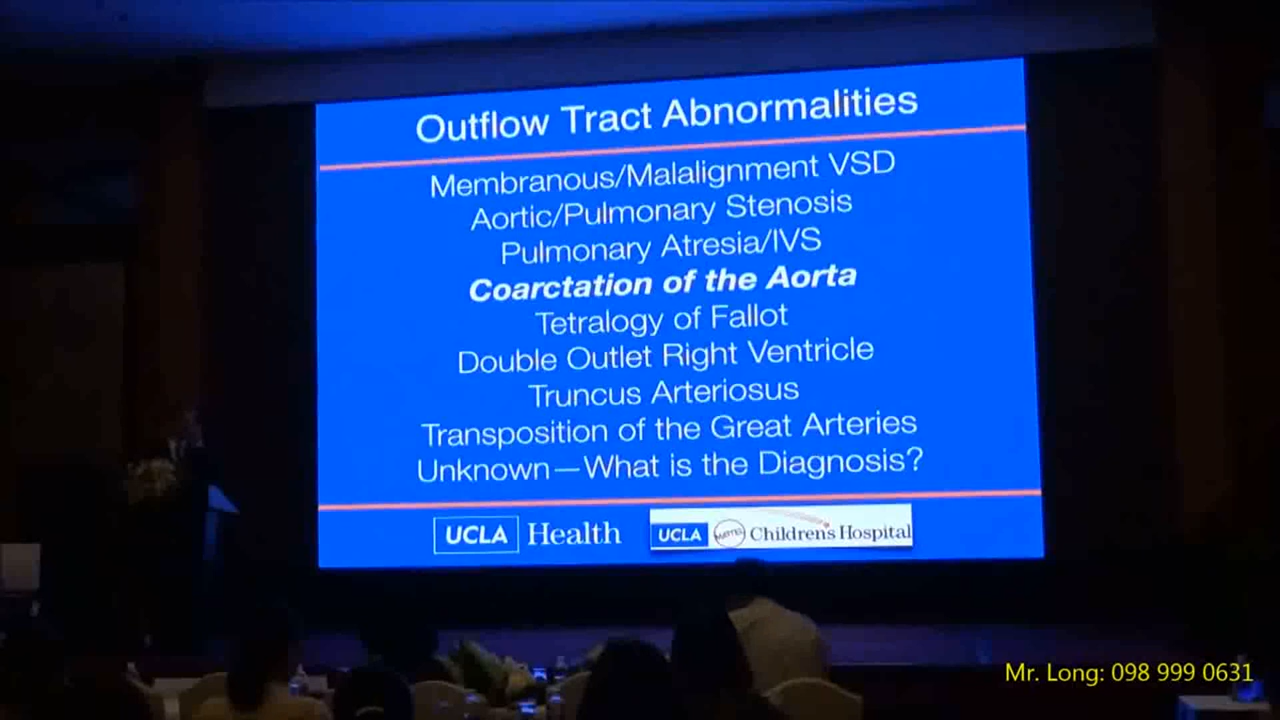 Outflow Tract Abnormalities
Membranous/Malalignment VSD
Aortic/Pulmonary Stenosis
Pulmonary Atresia/IVS
Coarctation of the Aorta
Tetralogy of Fallot
Double Outlet Right Ventricle
Truncus Arteriosus
Transposition of the Great Arteries
Unknown—What is the Diagnosis?
UCLA Health
UCLA Children's Hospital
Mr. Long: 098 999 0631